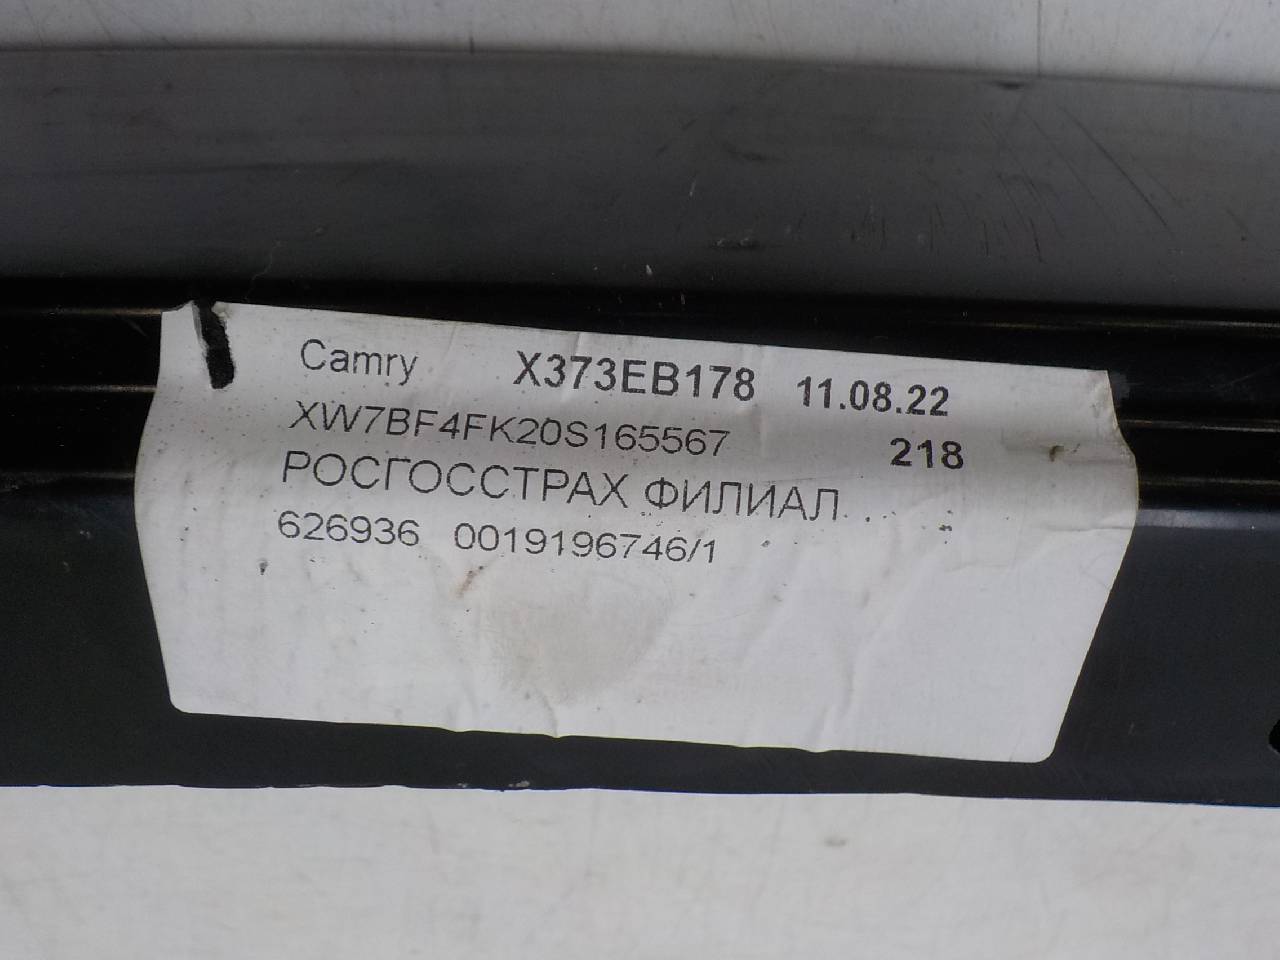 Camry X373EB178 11.08.22
XW7BF4FK20S165567 218
РОСГОССТРАХ ФИЛИАЛ ...
626936 0019196746/1